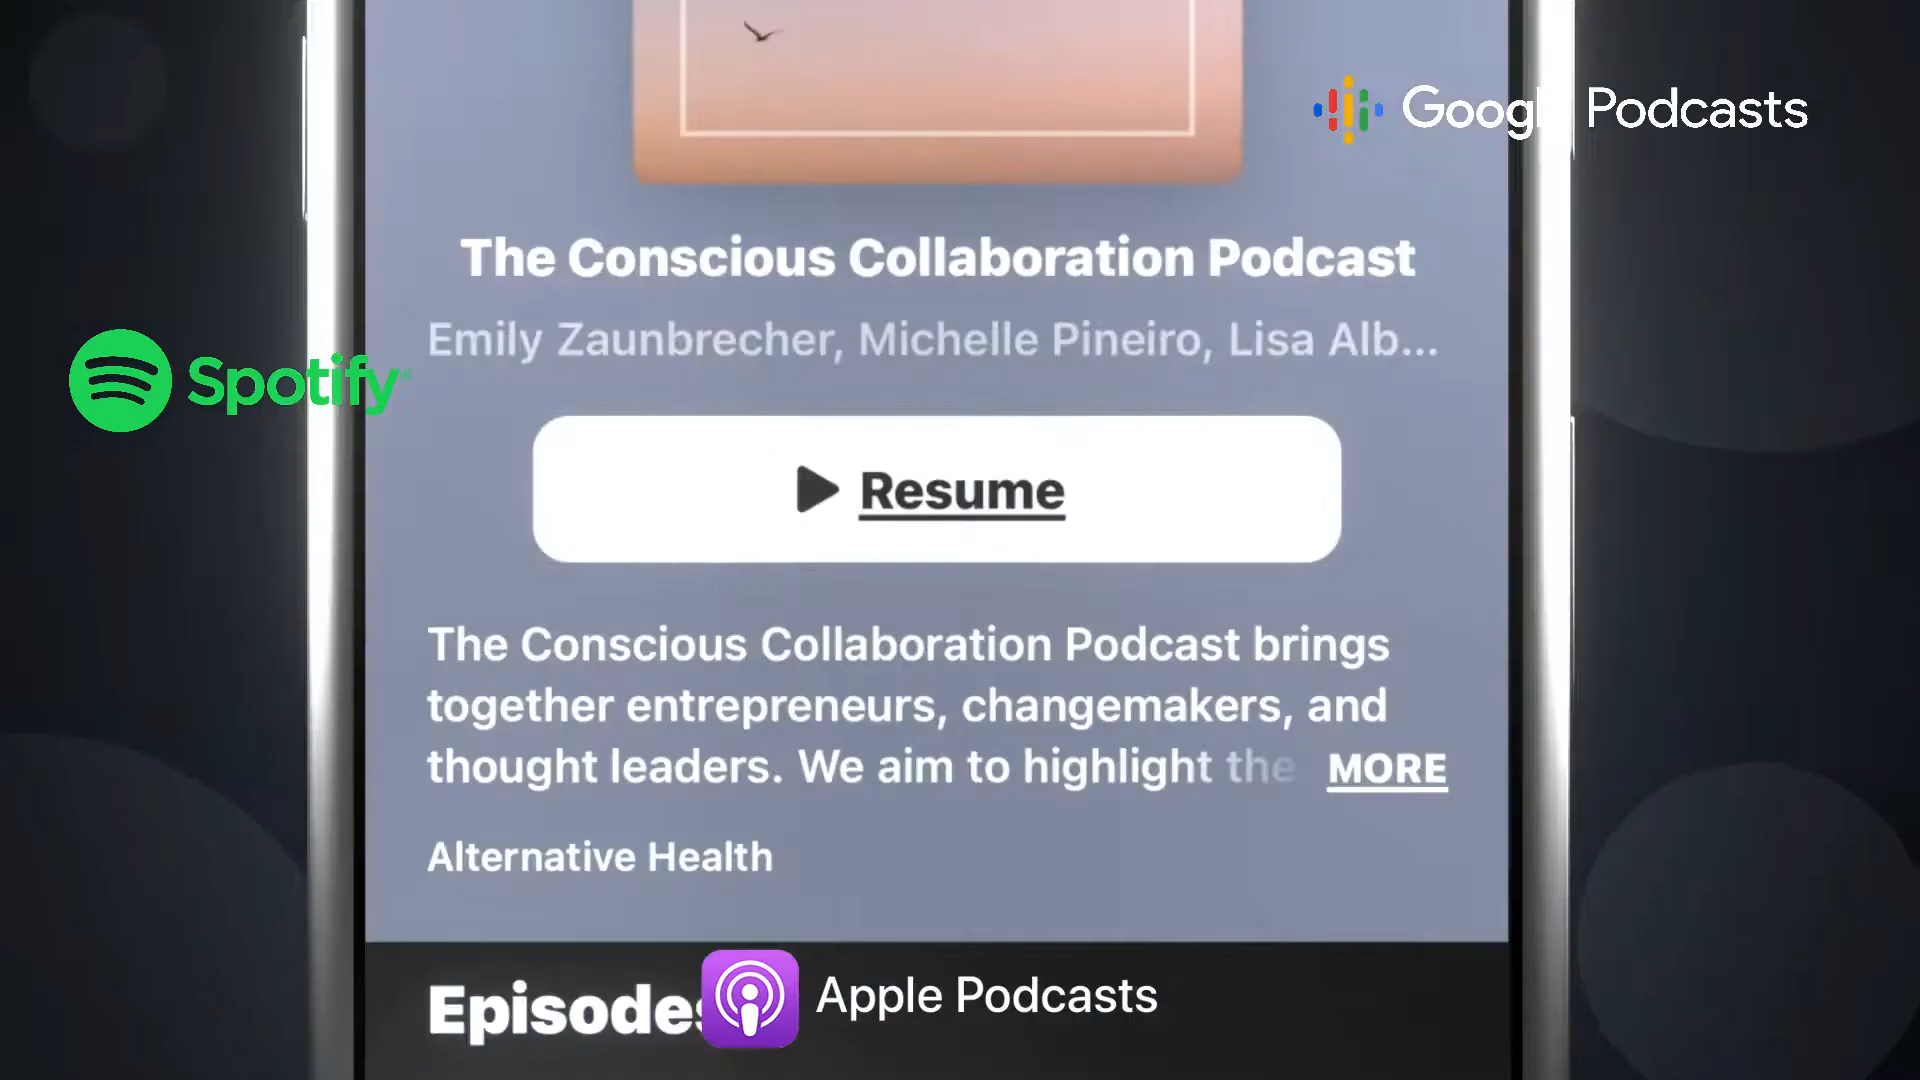 Google Podcasts
The Conscious Collaboration Podcast
Emily Zaunbrecher, Michelle Pineiro, Lisa Alb...
Spotify
Resume
The Conscious Collaboration Podcast brings
together entrepreneurs, changemakers, and
thought leaders. We aim to highlight the MORE
Alternative Health
Episodes
Apple Podcasts